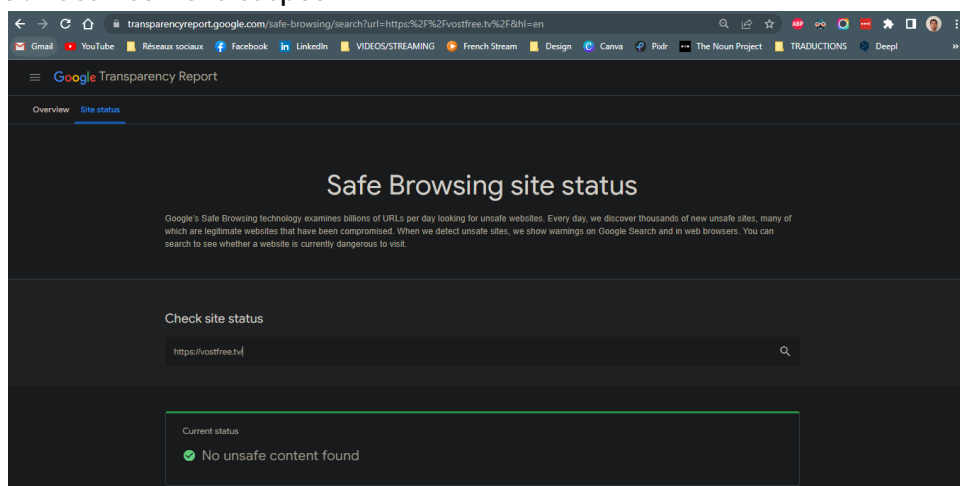 transparencyreport.google.com/safe-browsing/search?url=https:%2F%2Fvostfree.tv%2F&hl=en
Gmail YouTube Réseaux sociaux Facebook LinkedIn VIDEOS/STREAMING French Stream Design Canva Pixlr The Noun Project TRADUCTIONS Deepl »
Google Transparency Report
Overview Site status
Safe Browsing site status
Google's Safe Browsing technology examines billions of URLs per day looking for unsafe websites. Every day, we discover thousands of new unsafe sites, many of
which are legitimate websites that have been compromised. When we detect unsafe sites, we show warnings on Google Search and in web browsers. You can
search to see whether a website is currently dangerous to visit.
Check site status
https://vostfree.tv/
Current status
No unsafe content found